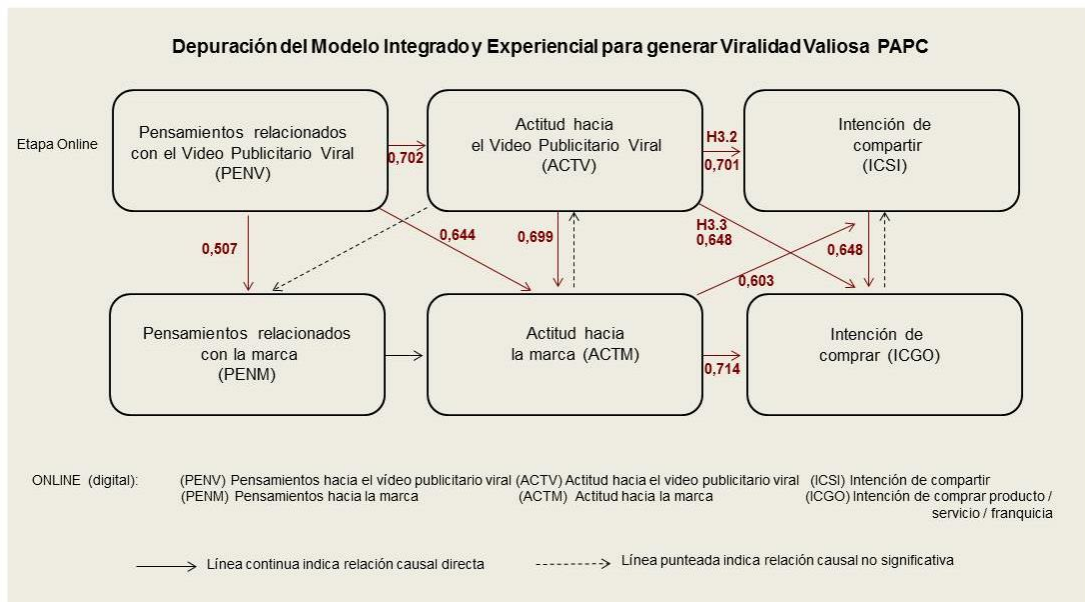 Depuración del Modelo Integrado y Experiencial para generar Viralidad Valiosa PAPC
Etapa Online
Pensamientos relacionados
con el Video Publicitario Viral
(PENV)
0,702
Actitud hacia
el Video Publicitario Viral
(ACTV)
H3.2
0,701
Intención de
compartir
(ICSI)
0,507
0,644
0,699
H3.3
0,648
0,603
0,648
Pensamientos relacionados
con la marca
(PENM)
Actitud hacia
la marca (ACTM)
0,714
Intención de
comprar (ICGO)
ONLINE (digital): (PENV) Pensamientos hacia el vídeo publicitario viral (ACTV) Actitud hacia el video publicitario viral (ICSI) Intención de compartir
(PENM) Pensamientos hacia la marca (ACTM) Actitud hacia la marca (ICGO) Intención de comprar producto /
servicio / franquicia
Línea continua indica relación causal directa
Línea punteada indica relación causal no significativa